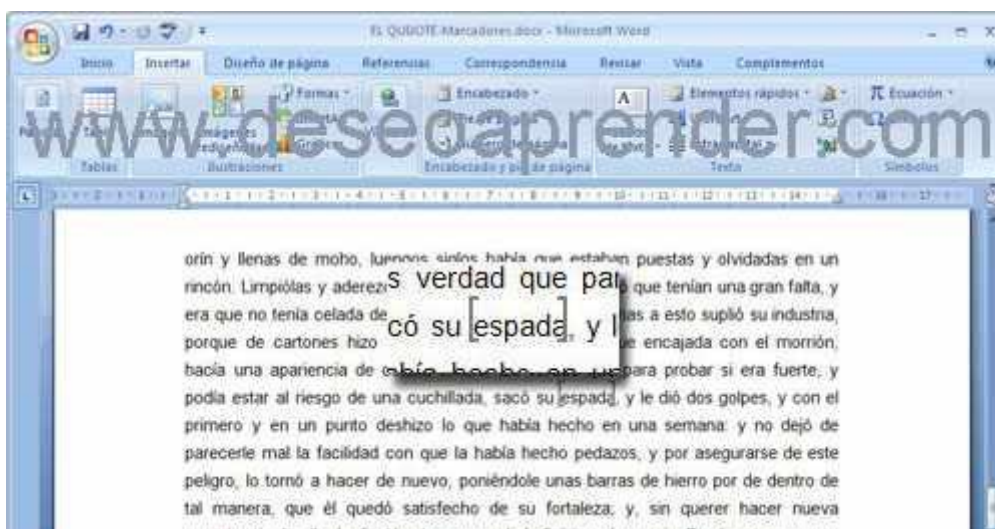 EL QUIJOTE-Marcadores.docx - Microsoft Word
Inicio Insertar Diseño de página Referencias Correspondencia Revisar Vista Complementos
Formas Encabezado A Elementos rápidos Ecuación
www.deseoaprender.com
Tablas Ilustraciones Encabezado y pie de página Texto Símbolos
orín y llenas de moho, luengos siglos había que estaban puestas y olvidadas en un
rincón. Limpiólas y aderezó que tenían una gran falta, y
era que no tenía celada de mas a esto suplió su industria,
porque de cartones hizo encajada con el morrión,
hacía una apariencia de para probar si era fuerte, y
s verdad que par
có su [espada], y l
bía hecho en un
podía estar al riesgo de una cuchillada, sacó su [espada], y le dió dos golpes, y con el
primero y en un punto deshizo lo que había hecho en una semana: y no dejó de
parecerle mal la facilidad con que la había hecho pedazos, y por asegurarse de este
peligro, lo tornó a hacer de nuevo, poniéndole unas barras de hierro por de dentro de
tal manera, que él quedó satisfecho de su fortaleza; y, sin querer hacer nueva